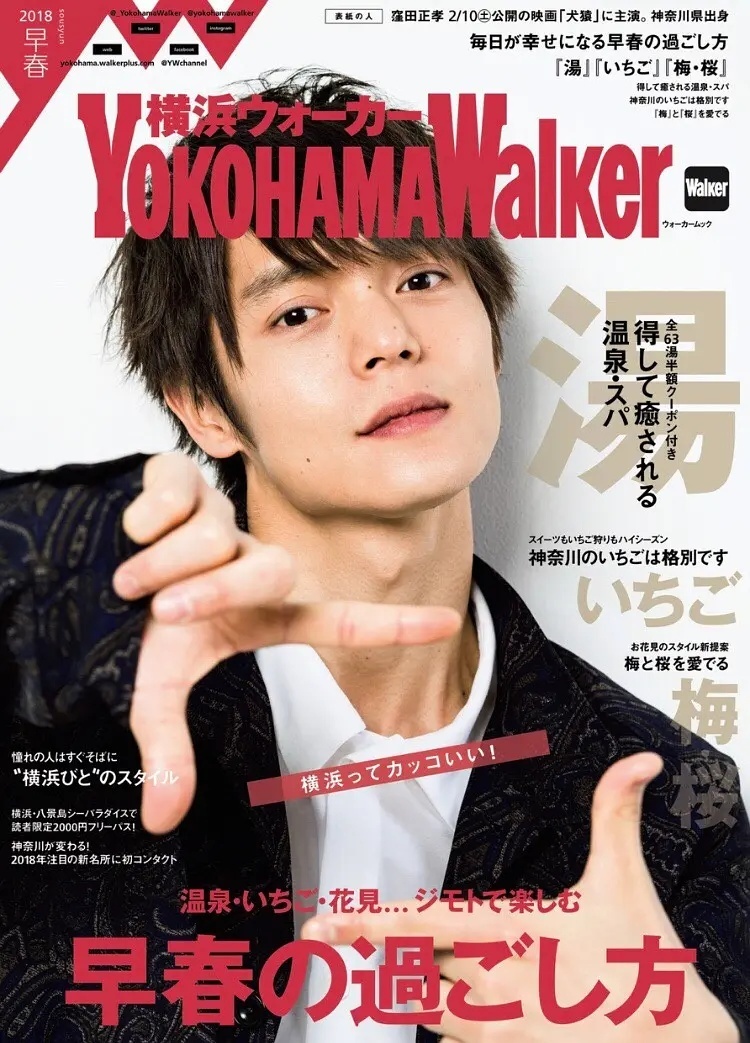 2018
早春
sousyun
@_YokohamaWalker
twitter
@yokohamawalker
instagram
web
yokohama.walkerplus.com
facebook
@YWchannel
表紙の人
窪田正孝 2/10㊏公開の映画「犬猿」に主演。神奈川県出身
毎日が幸せになる早春の過ごし方
『湯』『いちご』『梅・桜』
得して癒される温泉・スパ
神奈川のいちごは格別です
『梅』と『桜』を愛でる
横浜ウォーカー
YOKOHAMAWalker
Walker
ウォーカームック
湯
全63湯半額クーポン付き
得して癒される
温泉・スパ
スイーツもいちご狩りもハイシーズン
神奈川のいちごは格別です
いちご
お花見のスタイル新提案
梅と桜を愛でる
梅・桜
憧れの人はすぐそばに
“横浜びと”のスタイル
横浜・八景島シーパラダイスで
読者限定2000円フリーパス!
神奈川が変わる!
2018年注目の新名所に初コンタクト
横浜ってカッコいい!
温泉・いちご・花見…ジモトで楽しむ
早春の過ごし方